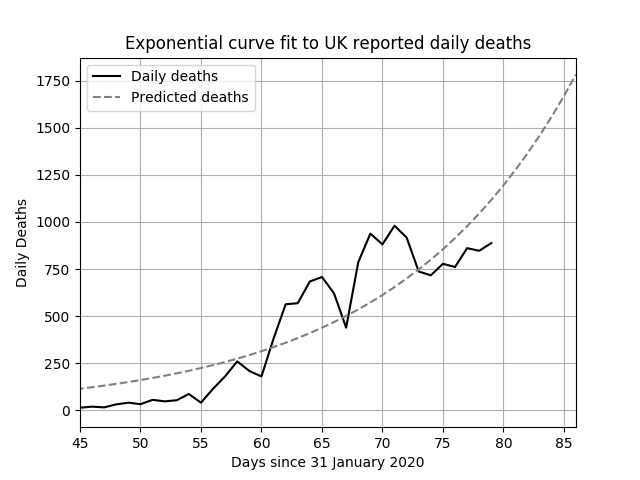 Exponential curve fit to UK reported daily deaths
Daily deaths
Predicted deaths
1750
1500
1250
1000
750
500
250
0
Daily Deaths
45 50 55 60 65 70 75 80 85
Days since 31 January 2020